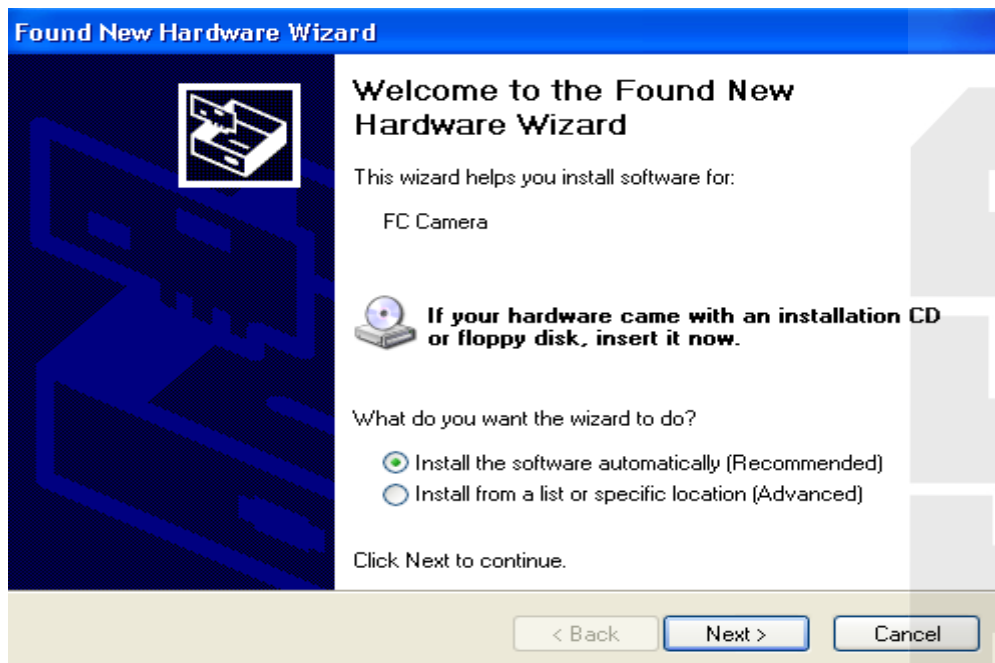 Found New Hardware Wizard
Welcome to the Found New
Hardware Wizard
This wizard helps you install software for:
FC Camera
If your hardware came with an installation CD
or floppy disk, insert it now.
What do you want the wizard to do?
Install the software automatically (Recommended)
Install from a list or specific location (Advanced)
Click Next to continue.
< Back
Next >
Cancel